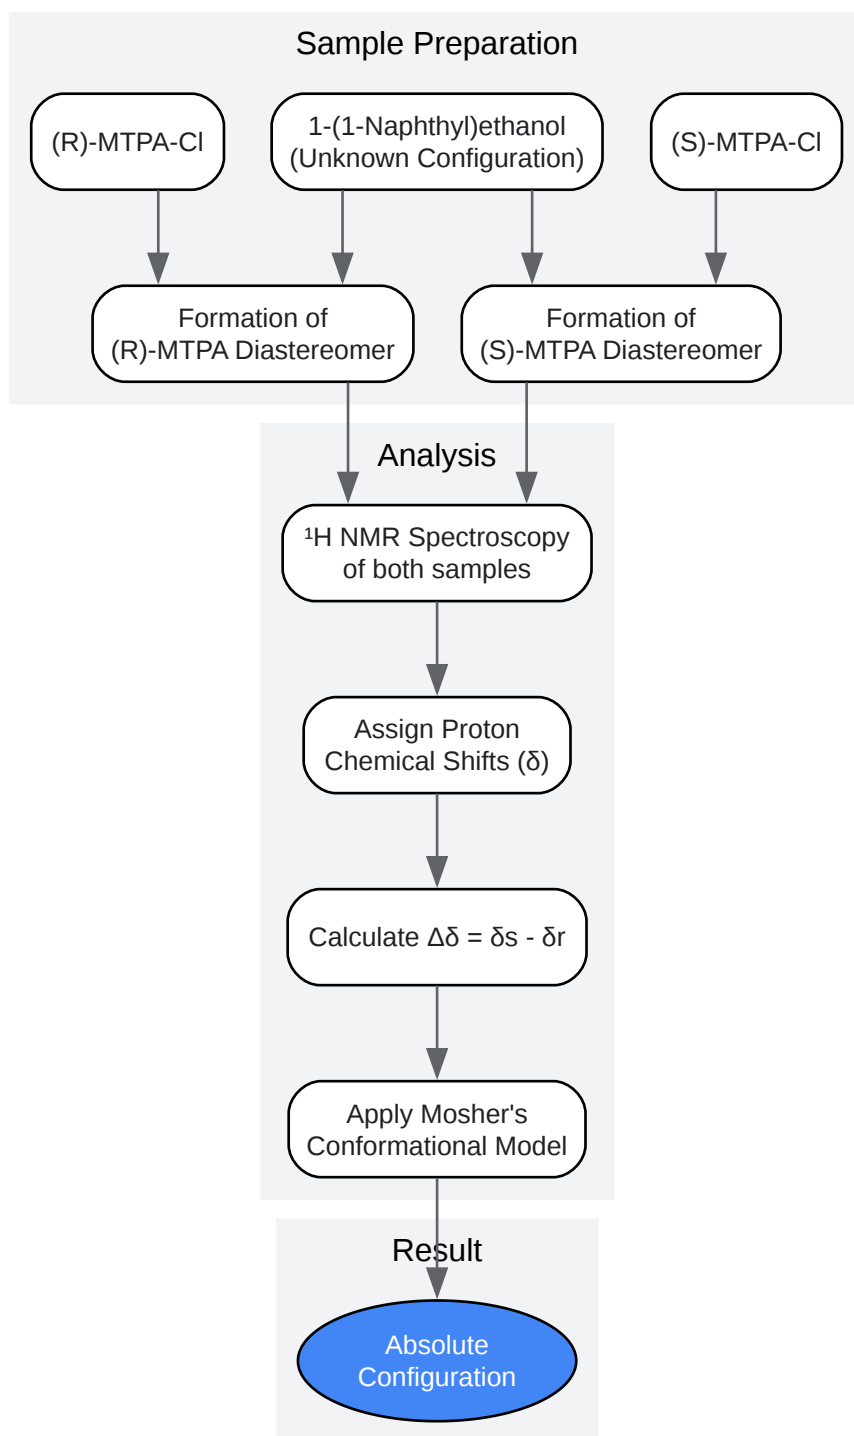 Sample Preparation
(R)-MTPA-Cl
1-(1-Naphthyl)ethanol
(Unknown Configuration)
(S)-MTPA-Cl
Formation of
(R)-MTPA Diastereomer
Formation of
(S)-MTPA Diastereomer
Analysis
¹H NMR Spectroscopy
of both samples
Assign Proton
Chemical Shifts (δ)
Calculate Δδ = δs - δr
Apply Mosher's
Conformational Model
Result
Absolute
Configuration